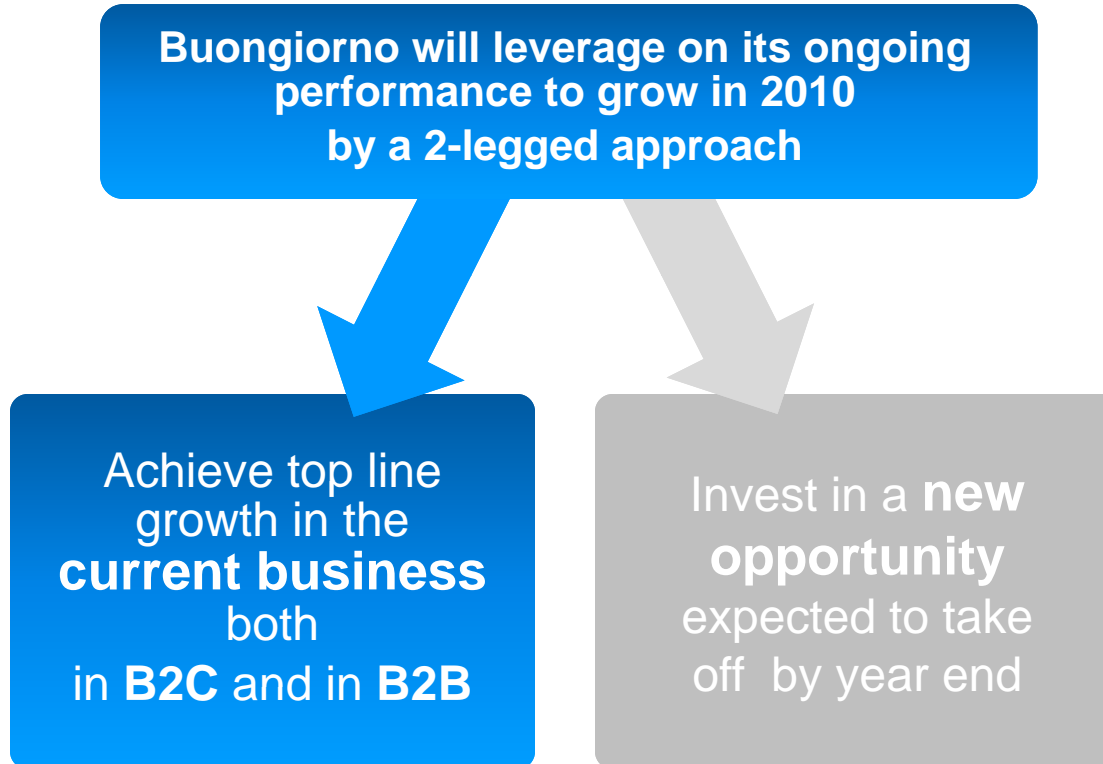 Buongiorno will leverage on its ongoing
performance to grow in 2010
by a 2-legged approach
Achieve top line
growth in the
current business
both
in B2C and in B2B
Invest in a new
opportunity
expected to take
off by year end